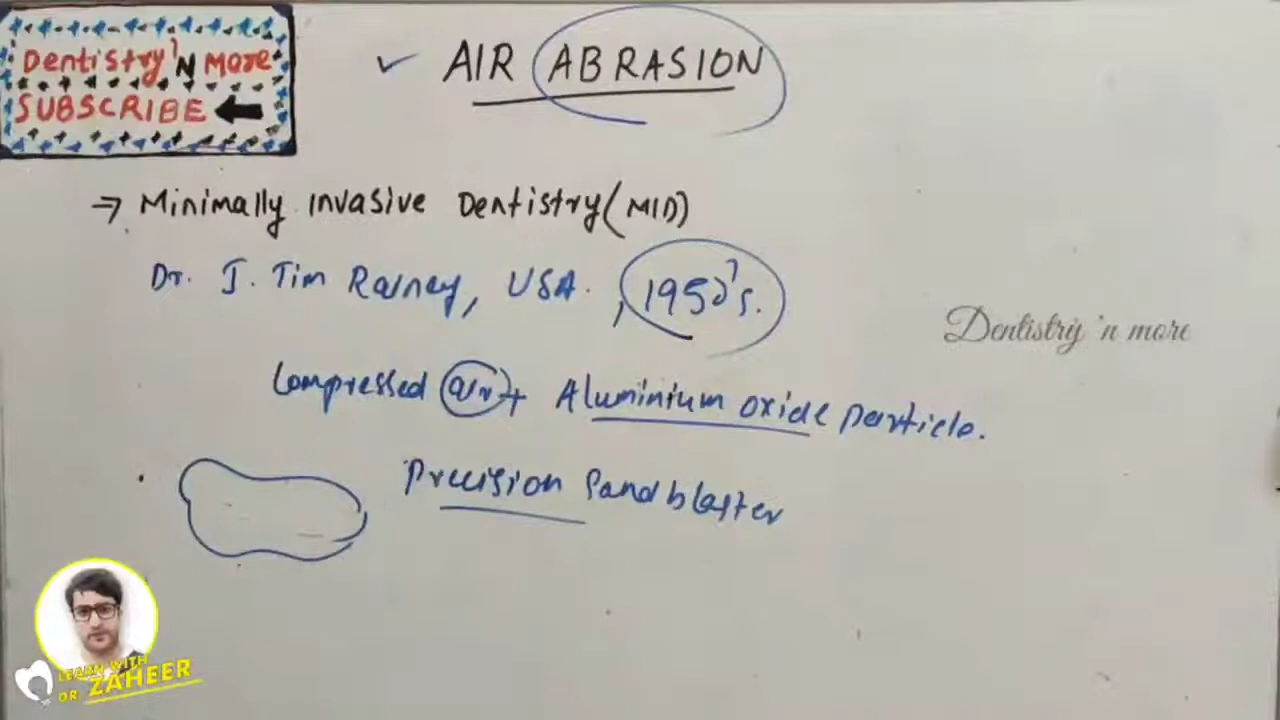 Dentistry 'N More
SUBSCRIBE
AIR ABRASION
Minimally Invasive Dentistry (MID)
Dr. J. Tim Rainey, USA., 1950's.
Compressed air + Aluminium oxide particle.
Precision Sandblaster
Dentistry 'n more
LEARN WITH
DR. ZAHEER